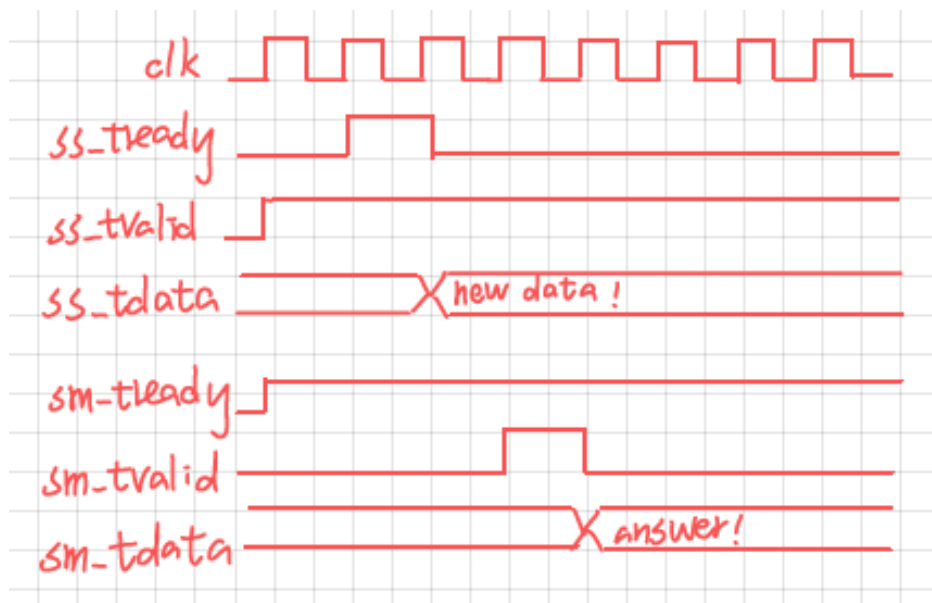 clk
ss_tready
ss_tvalid
ss_tdata new data !
sm_tready
sm_tvalid
sm_tdata answer!